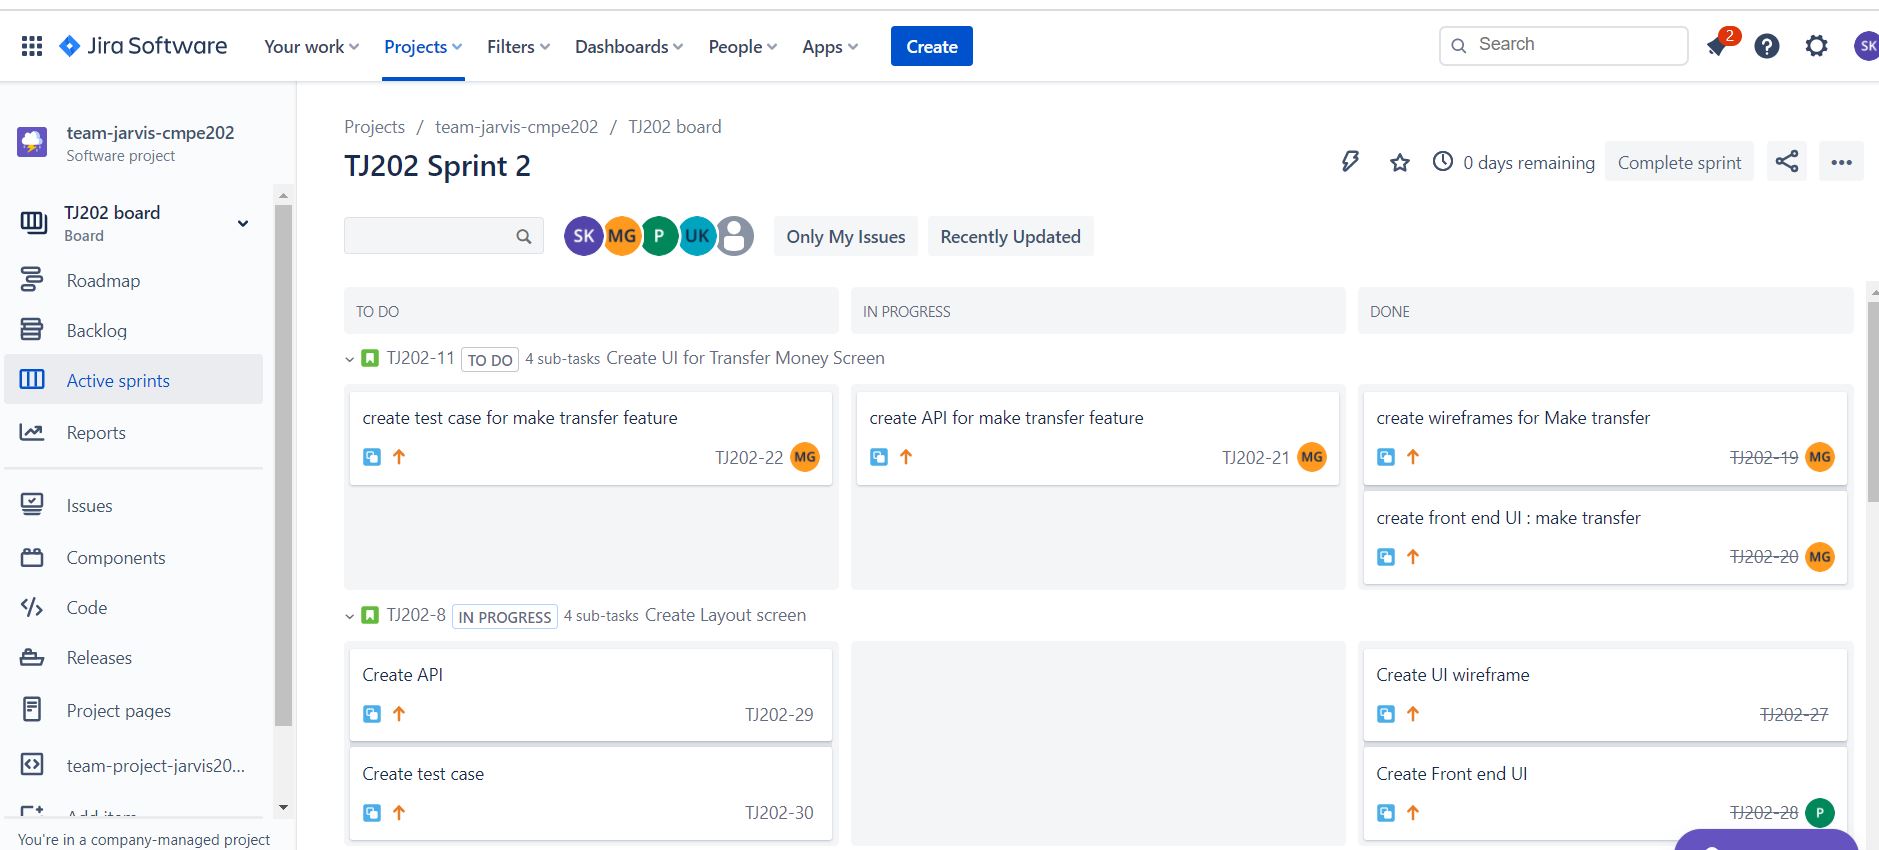 Jira Software Your work Projects Filters Dashboards People Apps Create Search 2 SK
team-jarvis-cmpe202
Software project
TJ202 board
Board
Roadmap
Backlog
Active sprints
Reports
Issues
Components
Code
Releases
Project pages
team-project-jarvis20...
Add item
You're in a company-managed project
Projects / team-jarvis-cmpe202 / TJ202 board
TJ202 Sprint 2
0 days remaining Complete sprint
SK MG P UK Only My Issues Recently Updated
TO DO IN PROGRESS DONE
TJ202-11 TO DO 4 sub-tasks Create UI for Transfer Money Screen
create test case for make transfer feature
TJ202-22 MG
create API for make transfer feature
TJ202-21 MG
create wireframes for Make transfer
TJ202-19 MG
create front end UI : make transfer
TJ202-20 MG
TJ202-8 IN PROGRESS 4 sub-tasks Create Layout screen
Create API
TJ202-29
Create test case
TJ202-30
Create UI wireframe
TJ202-27
Create Front end UI
TJ202-28 P